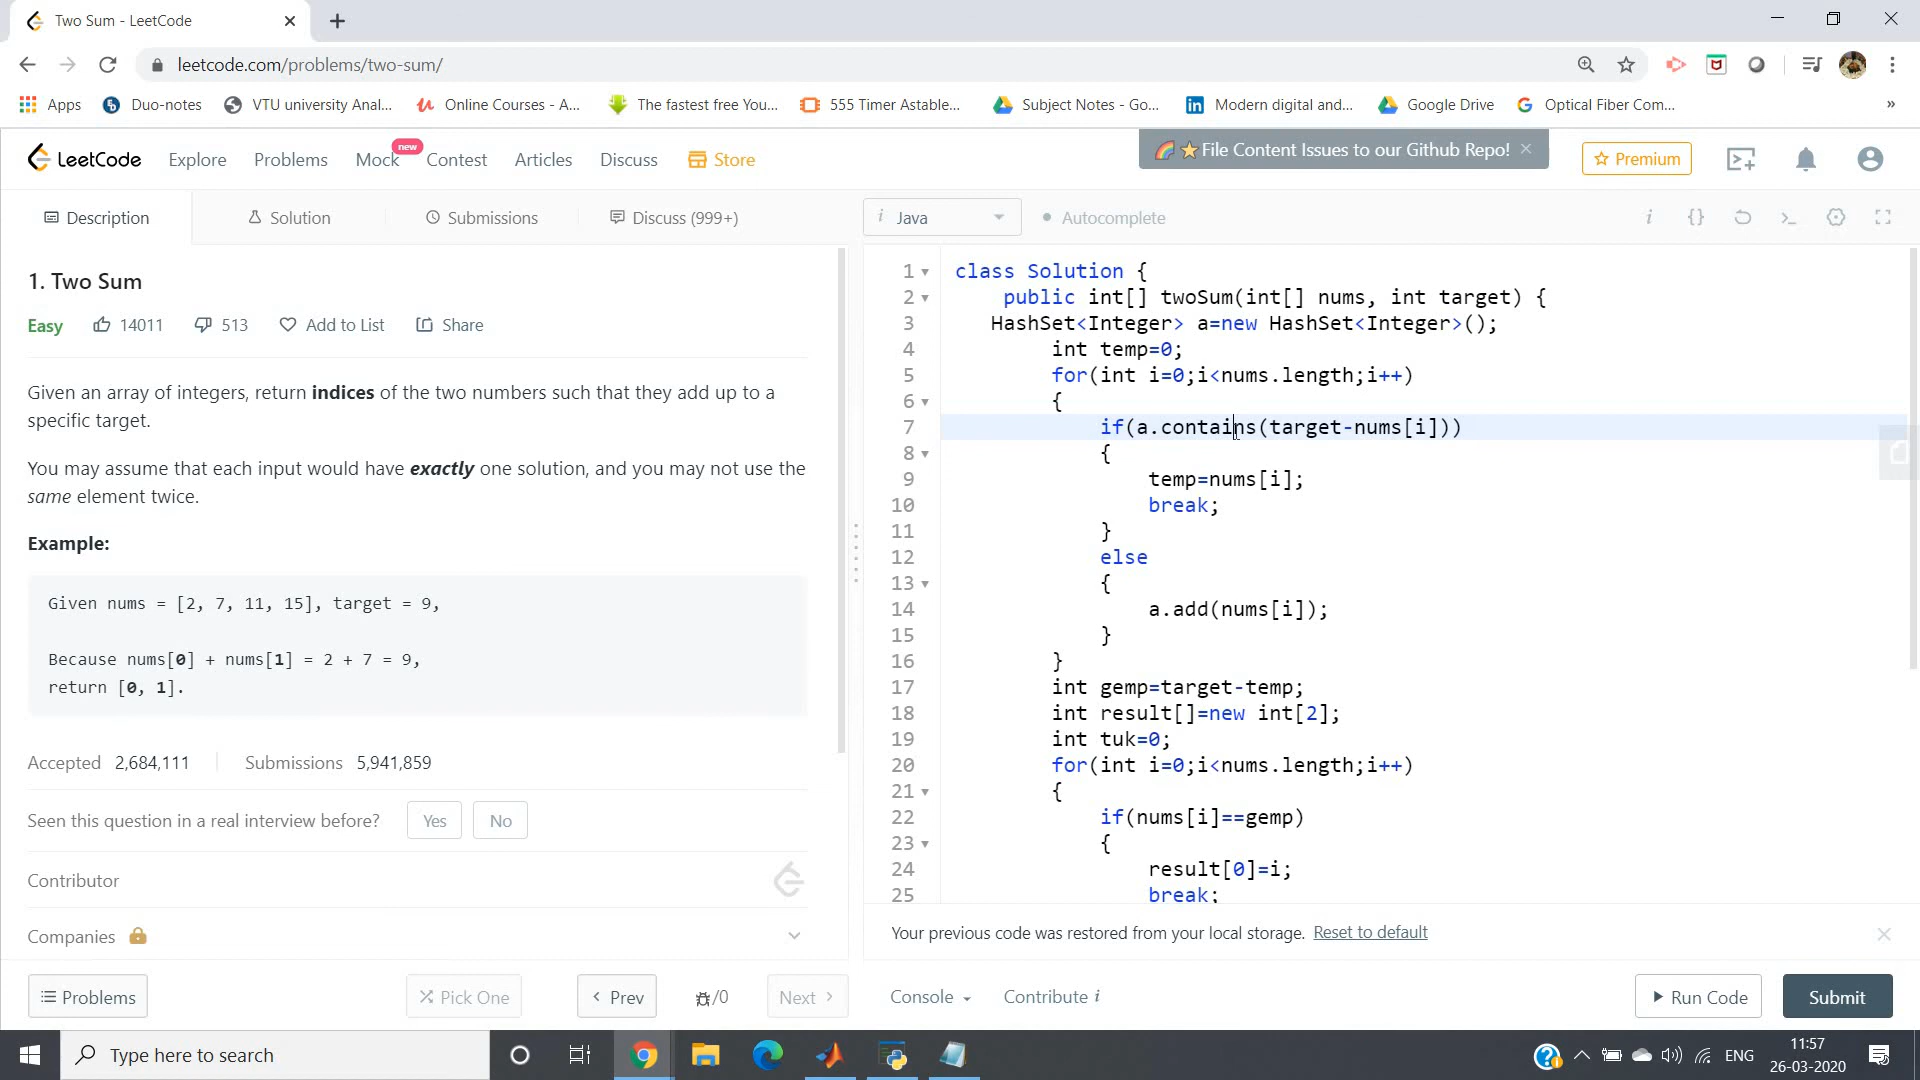 Two Sum - LeetCode
leetcode.com/problems/two-sum/
Apps
Duo-notes
VTU university Anal...
Online Courses - A...
The fastest free You...
555 Timer Astable...
Subject Notes - Go...
Modern digital and...
Google Drive
Optical Fiber Com...
»
LeetCode
Explore
Problems
Mock
new
Contest
Articles
Discuss
Store
File Content Issues to our Github Repo!
Premium
Description
Solution
Submissions
Discuss (999+)
i Java
Autocomplete
1. Two Sum
Easy
14011
513
Add to List
Share
Given an array of integers, return indices of the two numbers such that they add up to a
specific target.
You may assume that each input would have exactly one solution, and you may not use the
same element twice.
Example:
Given nums = [2, 7, 11, 15], target = 9,
Because nums[0] + nums[1] = 2 + 7 = 9,
return [0, 1].
Accepted 2,684,111
Submissions 5,941,859
Seen this question in a real interview before?
Yes
No
Contributor
Companies
1 class Solution {
2 public int[] twoSum(int[] nums, int target) {
3 HashSet<Integer> a=new HashSet<Integer>();
4 int temp=0;
5 for(int i=0;i<nums.length;i++)
6 {
7 if(a.contains(target-nums[i]))
8 {
9 temp=nums[i];
10 break;
11 }
12 else
13 {
14 a.add(nums[i]);
15 }
16 }
17 int gemp=target-temp;
18 int result[]=new int[2];
19 int tuk=0;
20 for(int i=0;i<nums.length;i++)
21 {
22 if(nums[i]==gemp)
23 {
24 result[0]=i;
25 break;
Your previous code was restored from your local storage. Reset to default
Problems
Pick One
Prev
/0
Next
Console
Contribute i
Run Code
Submit
Type here to search
ENG
11:57
26-03-2020